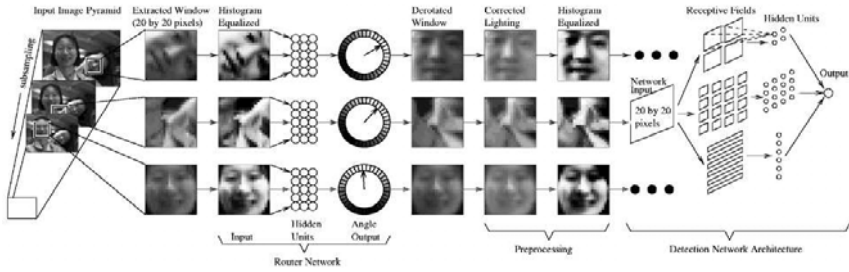 Input Image Pyramid
Extracted Window
(20 by 20 pixels)
Histogram
Equalized
Derotated
Window
Corrected
Lighting
Histogram
Equalized
Receptive Fields
Hidden Units
subsampling
Network
Input
20 by 20
pixels
Output
Input
Hidden
Units
Angle
Output
Router Network
Preprocessing
Detection Network Architecture